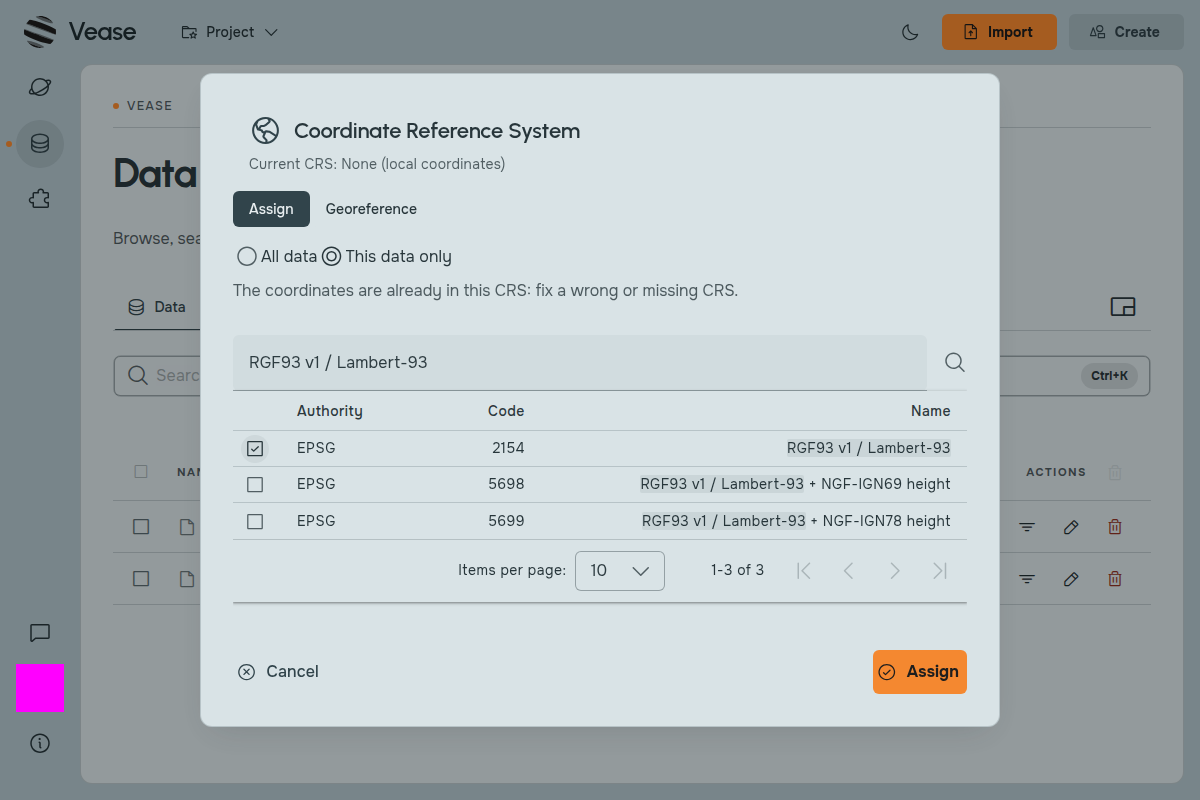 Vease
Project
Import
Create
VEASE
Data
Browse, sea
Data
Searc
Ctrl+K
NAM
ACTIONS
Coordinate Reference System
Current CRS: None (local coordinates)
Assign
Georeference
All data
This data only
The coordinates are already in this CRS: fix a wrong or missing CRS.
RGF93 v1 / Lambert-93
Authority Code Name
EPSG 2154 RGF93 v1 / Lambert-93
EPSG 5698 RGF93 v1 / Lambert-93 + NGF-IGN69 height
EPSG 5699 RGF93 v1 / Lambert-93 + NGF-IGN78 height
Items per page: 10 1-3 of 3
Cancel
Assign